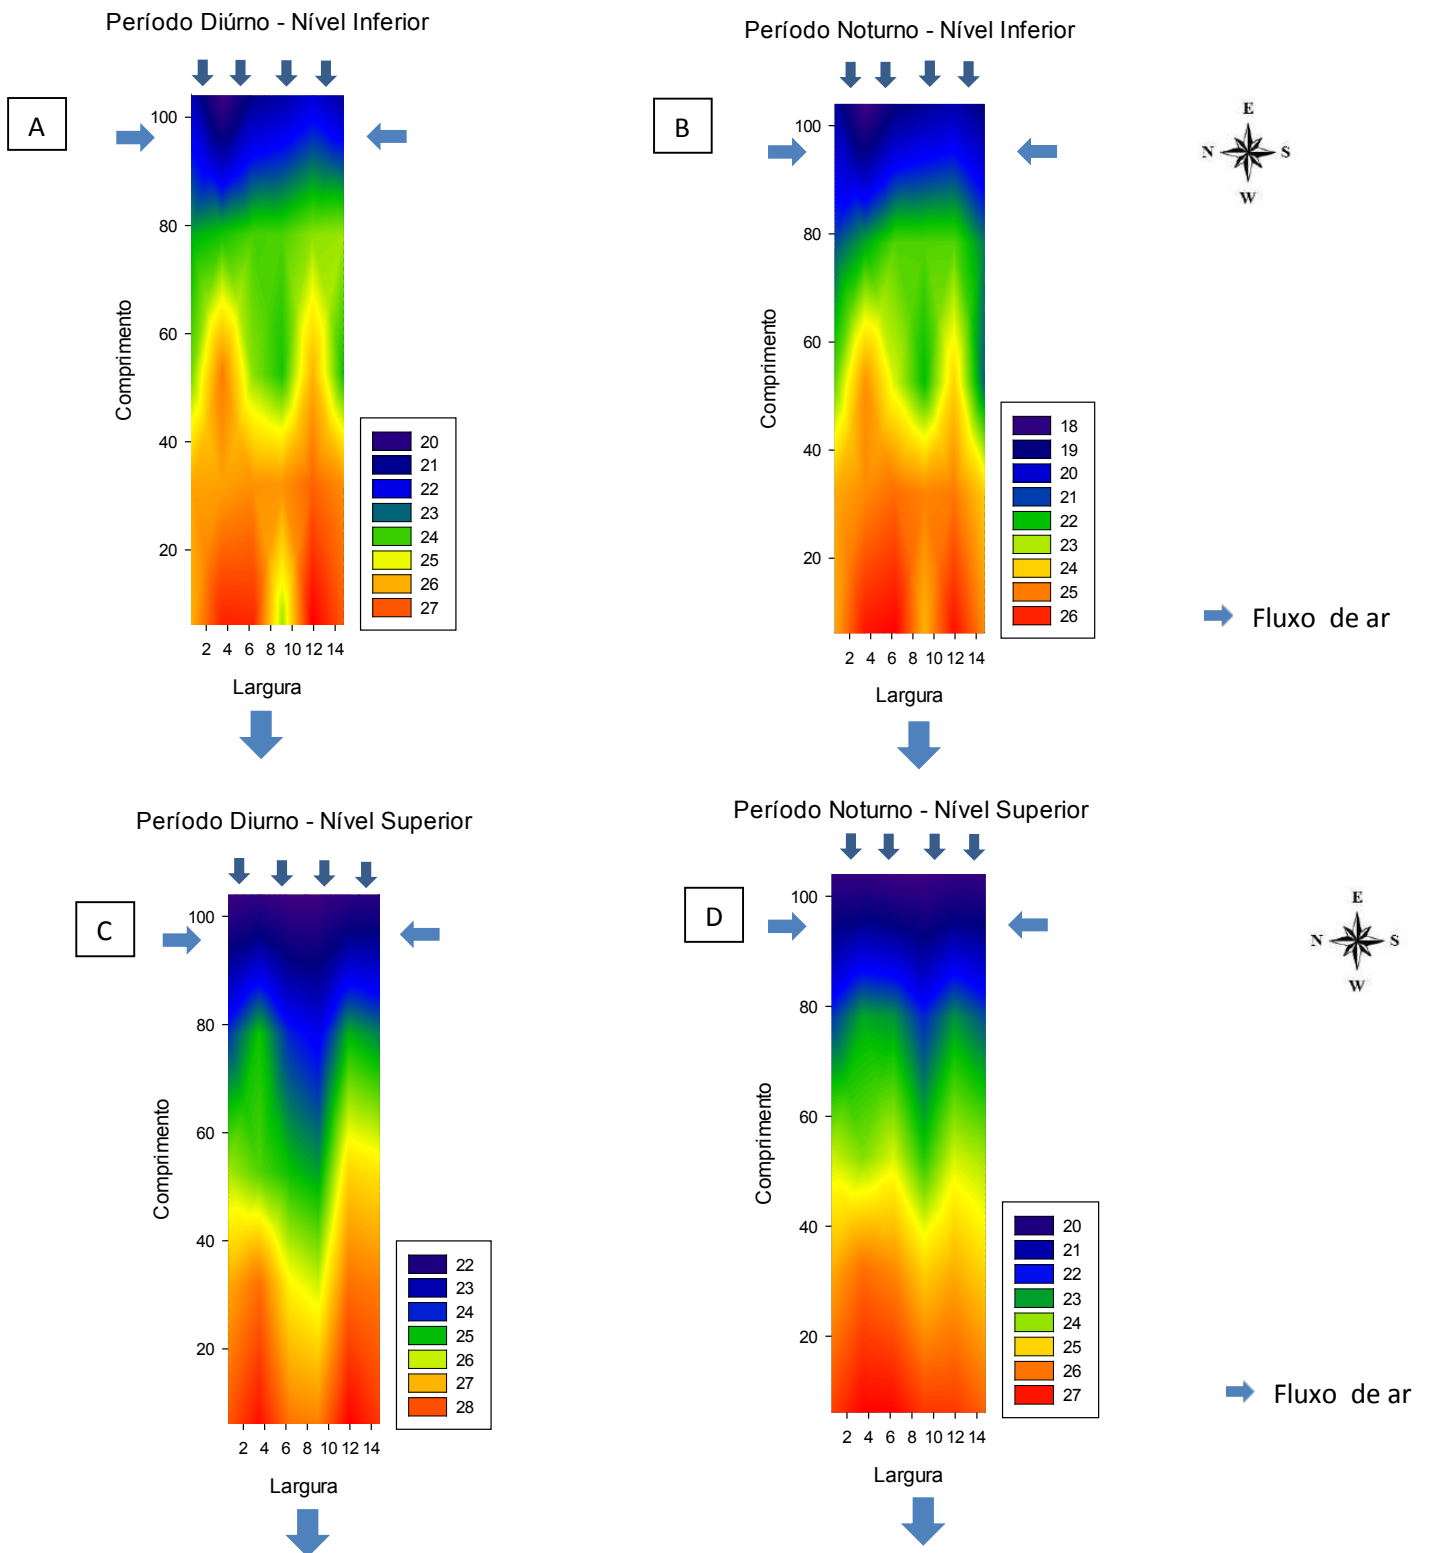 Período Diúrno - Nível Inferior
A
100
80
60
40
20
Comprimento
2 4 6 8 10 12 14
Largura
20
21
22
23
24
25
26
27
Período Noturno - Nível Inferior
B
100
80
60
40
20
Comprimento
2 4 6 8 10 12 14
Largura
18
19
20
21
22
23
24
25
26
E
N S
W
Fluxo de ar
Período Diurno - Nível Superior
C
100
80
60
40
20
Comprimento
2 4 6 8 10 12 14
Largura
22
23
24
25
26
27
28
Período Noturno - Nível Superior
D
100
80
60
40
20
Comprimento
2 4 6 8 10 12 14
Largura
20
21
22
23
24
25
26
27
E
N S
W
Fluxo de ar